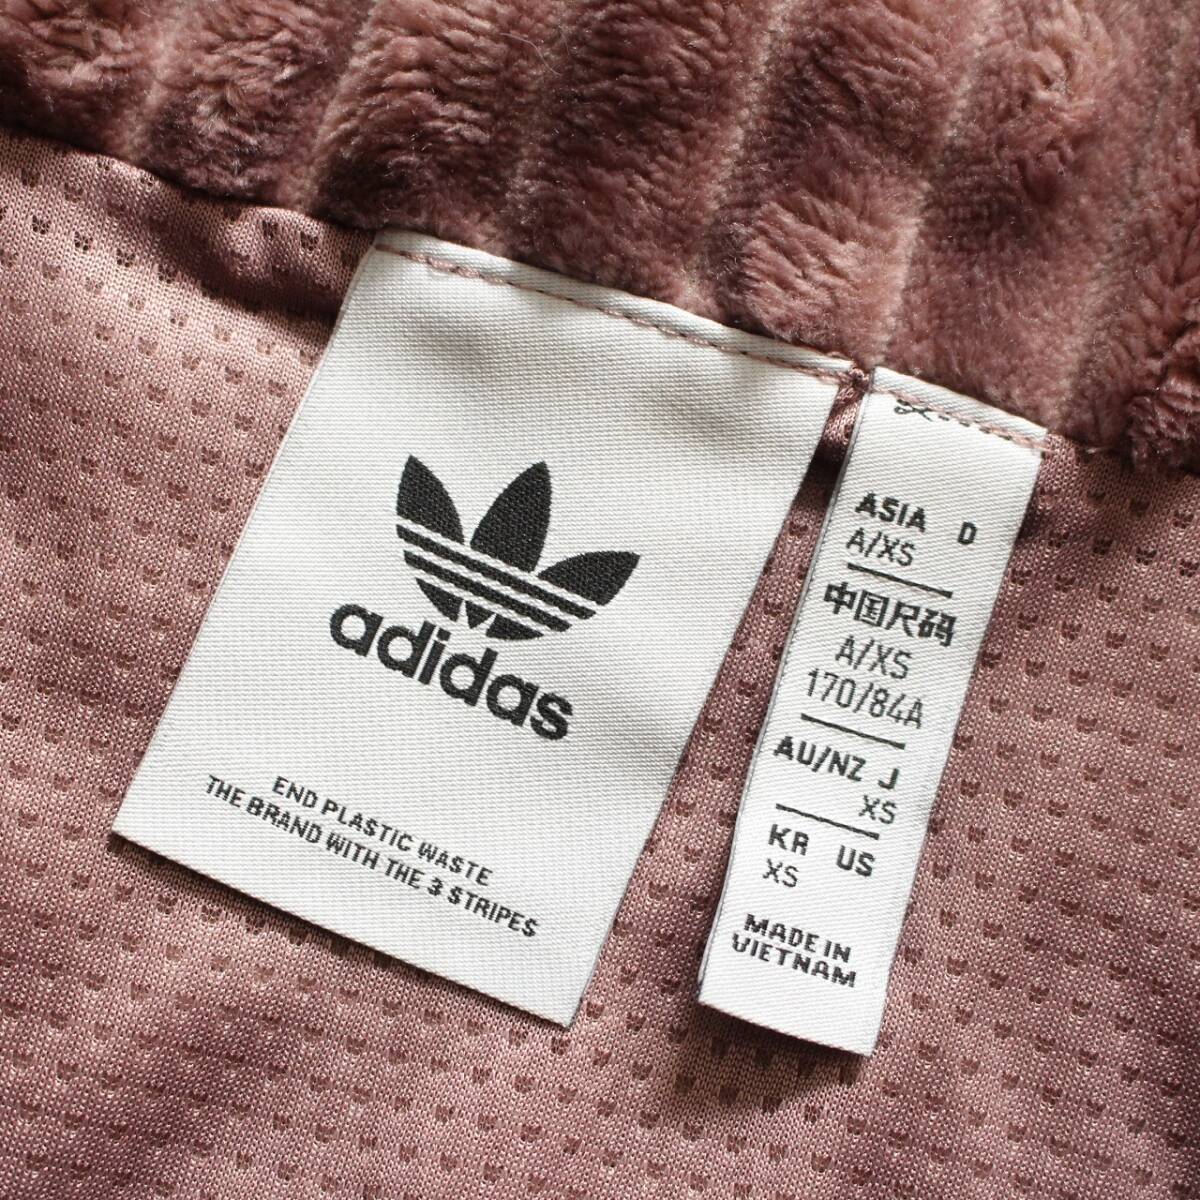 adidas
END PLASTIC WASTE
THE BRAND WITH THE 3 STRIPES
ASIA D
A/XS
中国尺码
A/XS
170/84A
AU/NZ J
XS
KR US
XS
MADE IN
VIETNAM